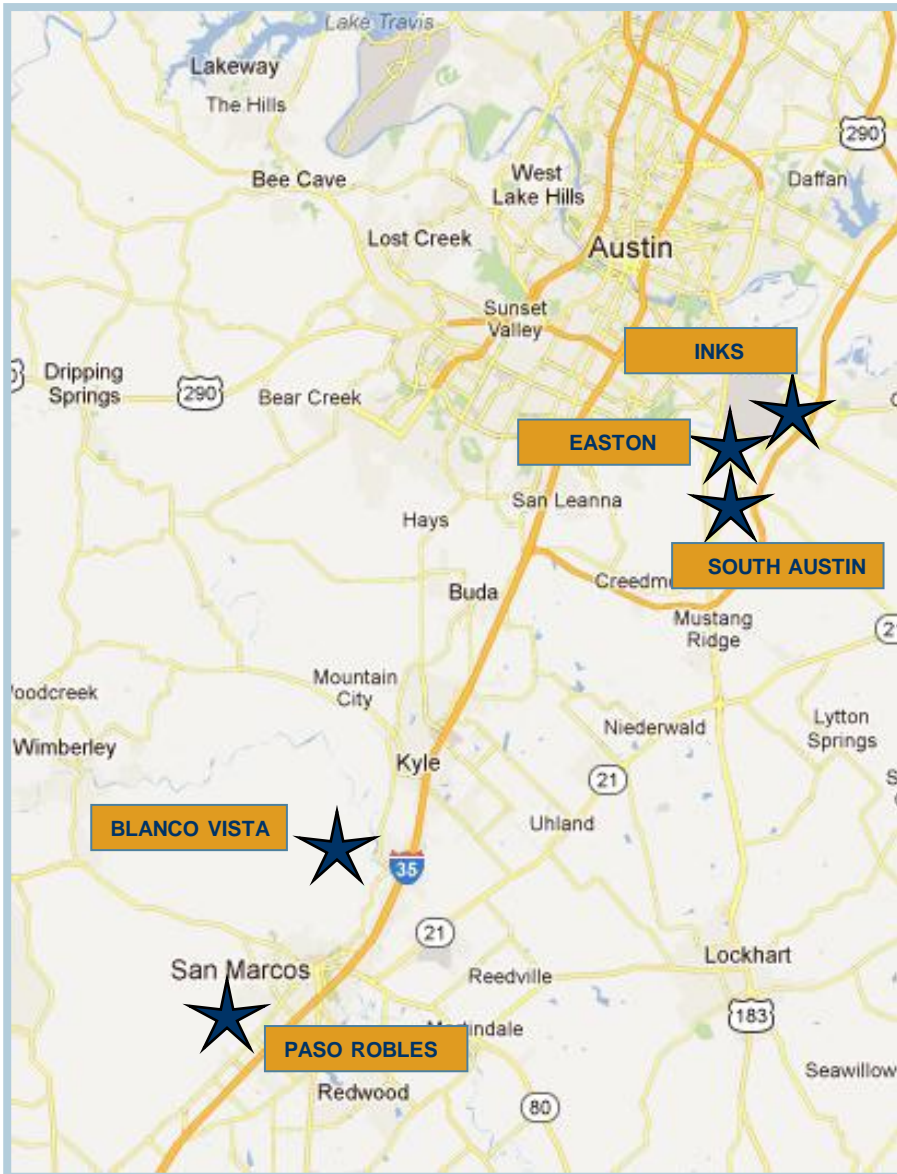 Lake Travis
Lakeway
The Hills
290
West
Lake Hills
Daffan
Bee Cave
Lost Creek
Austin
Sunset
Valley
INKS
Dripping
Springs
290
Bear Creek
EASTON
San Leanna
Hays
SOUTH AUSTIN
Buda
Mustang
Ridge
21
Mountain
City
Niederwald
Lytton
Springs
Wimberley
Kyle
21
BLANCO VISTA
Uhland
35
21
San Marcos
Reedville
Lockhart
183
PASO ROBLES
Seawillow
Redwood
80